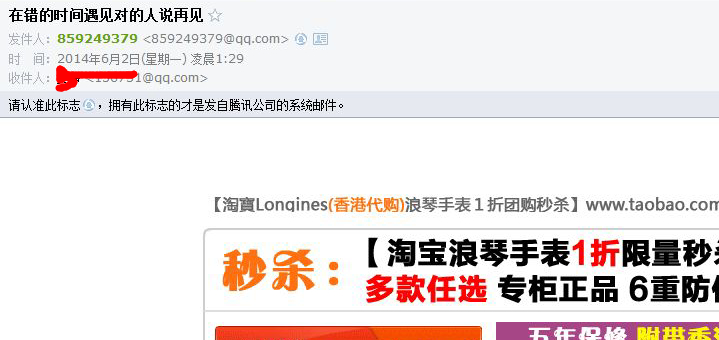 在错的时间遇见对的人说再见
发件人：859249379 <859249379@qq.com>
时 间：2014年6月2日(星期一) 凌晨1:29
收件人： @qq.com>
请认准此标志，拥有此标志的才是发自腾讯公司的系统邮件。
【淘寶Longines(香港代购)浪琴手表１折团购秒杀】www.taobao.com
秒杀：
【淘宝浪琴手表1折限量秒杀
多款任选 专柜正品 6重防伪
五年保修 附带香港